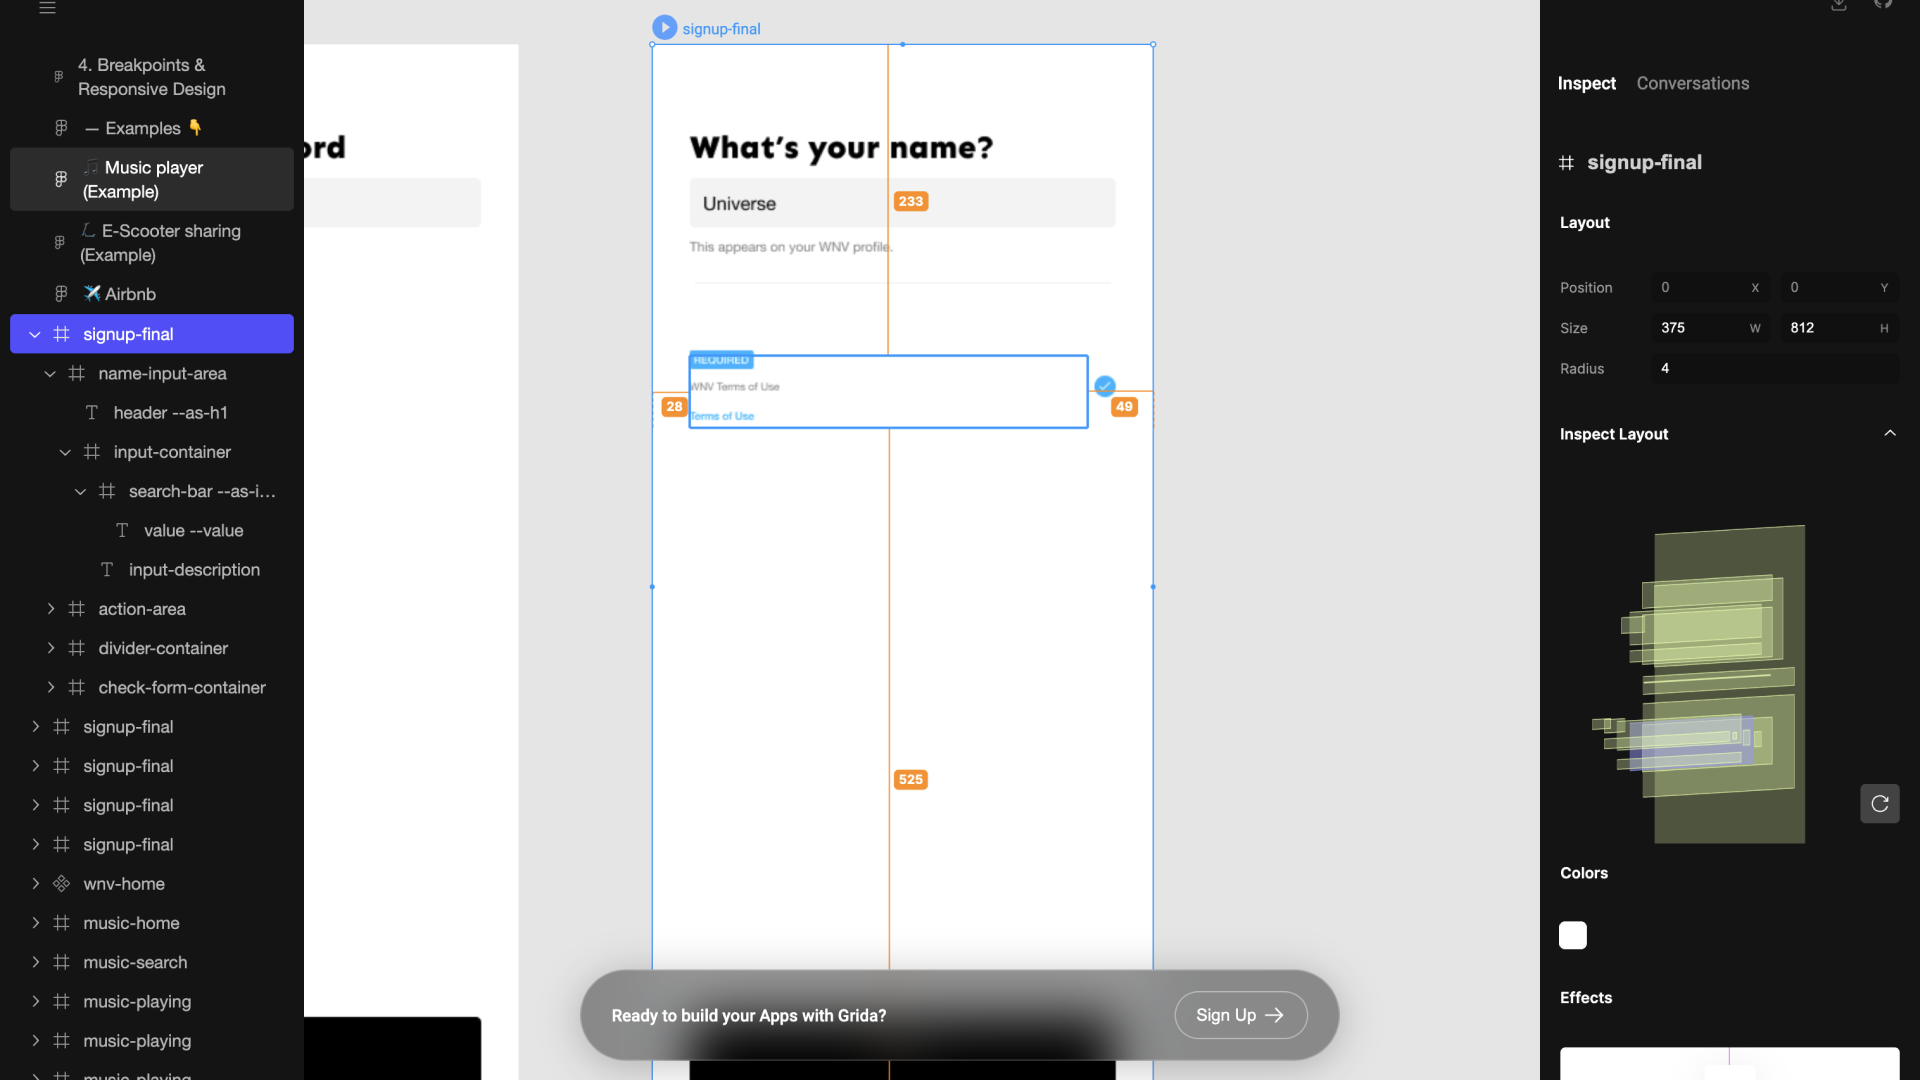 4. Breakpoints &
Responsive Design
— Examples 👇
🎵 Music player
(Example)
🛴 E-Scooter sharing
(Example)
✈️ Airbnb
signup-final
name-input-area
header --as-h1
input-container
search-bar --as-i...
value --value
input-description
action-area
divider-container
check-form-container
signup-final
signup-final
signup-final
signup-final
wnv-home
music-home
music-search
music-playing
music-playing
music-playing
ord
signup-final
What's your name?
Universe
233
This appears on your WNV profile.
REQUIRED
WNV Terms of Use
Terms of Use
28
49
525
Ready to build your Apps with Grida?
Sign Up →
Inspect
Conversations
signup-final
Layout
Position
0
X
0
Y
Size
375
W
812
H
Radius
4
Inspect Layout
Colors
Effects